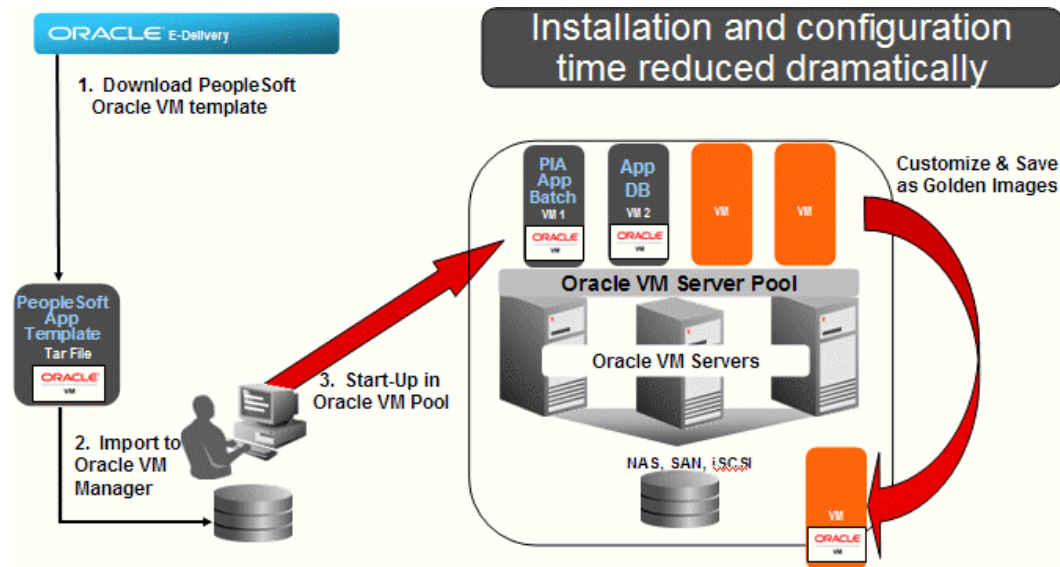 ORACLE E-Delivery
Installation and configuration
time reduced dramatically
1. Download PeopleSoft
Oracle VM template
PIA
App
Batch
VM 1
ORACLE
VM
App
DB
VM 2
ORACLE
VM
VM
VM
Customize & Save
as Golden Images
Oracle VM Server Pool
Oracle VM Servers
PeopleSoft
App
Template
Tar File
ORACLE
VM
3. Start-Up in
Oracle VM Pool
2. Import to
Oracle VM
Manager
NAS, SAN, iSCSI
VM
ORACLE
VM